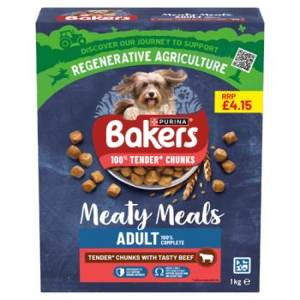 DISCOVER OUR JOURNEY TO SUPPORT
REGENERATIVE AGRICULTURE
RRP
£4.15
PURINA
Bakers
100% TENDER* CHUNKS
Meaty Meals
ADULT 100%
COMPLETE
TENDER* CHUNKS WITH TASTY BEEF
1kg e